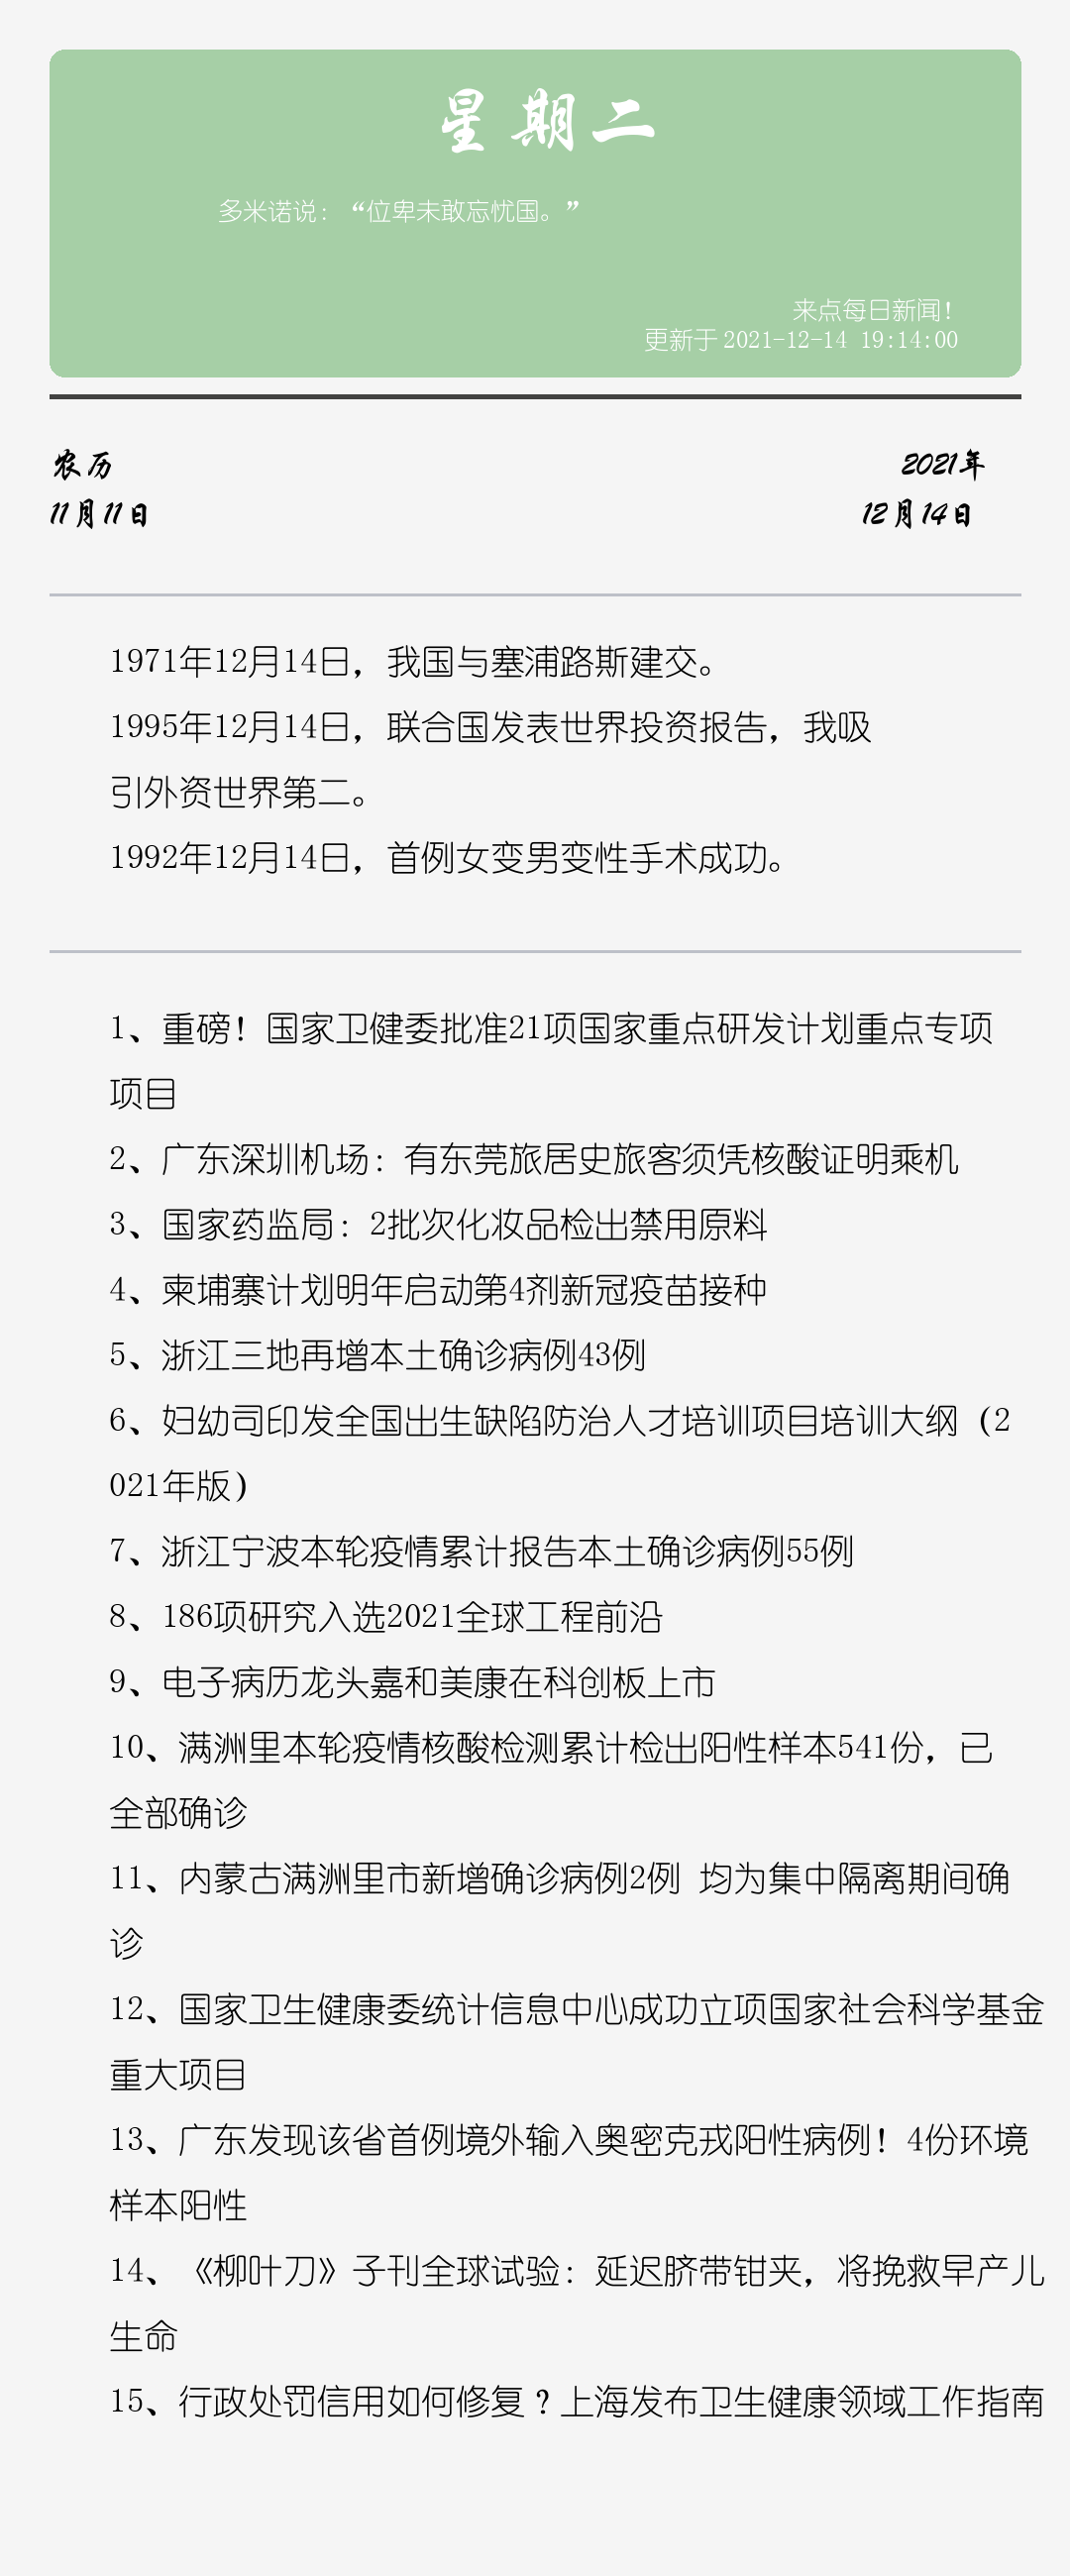 星期二
多米诺说：“位卑未敢忘忧国。”
来点每日新闻！
更新于 2021-12-14 19:14:00
农历
11月11日
2021年
12月14日
1971年12月14日，我国与塞浦路斯建交。
1995年12月14日，联合国发表世界投资报告，我吸
引外资世界第二。
1992年12月14日，首例女变男变性手术成功。
1、重磅！国家卫健委批准21项国家重点研发计划重点专项
项目
2、广东深圳机场：有东莞旅居史旅客须凭核酸证明乘机
3、国家药监局：2批次化妆品检出禁用原料
4、柬埔寨计划明年启动第4剂新冠疫苗接种
5、浙江三地再增本土确诊病例43例
6、妇幼司印发全国出生缺陷防治人才培训项目培训大纲（2
021年版）
7、浙江宁波本轮疫情累计报告本土确诊病例55例
8、186项研究入选2021全球工程前沿
9、电子病历龙头嘉和美康在科创板上市
10、满洲里本轮疫情核酸检测累计检出阳性样本541份，已
全部确诊
11、内蒙古满洲里市新增确诊病例2例 均为集中隔离期间确
诊
12、国家卫生健康委统计信息中心成功立项国家社会科学基金
重大项目
13、广东发现该省首例境外输入奥密克戎阳性病例！4份环境
样本阳性
14、《柳叶刀》子刊全球试验：延迟脐带钳夹，将挽救早产儿
生命
15、行政处罚信用如何修复？上海发布卫生健康领域工作指南